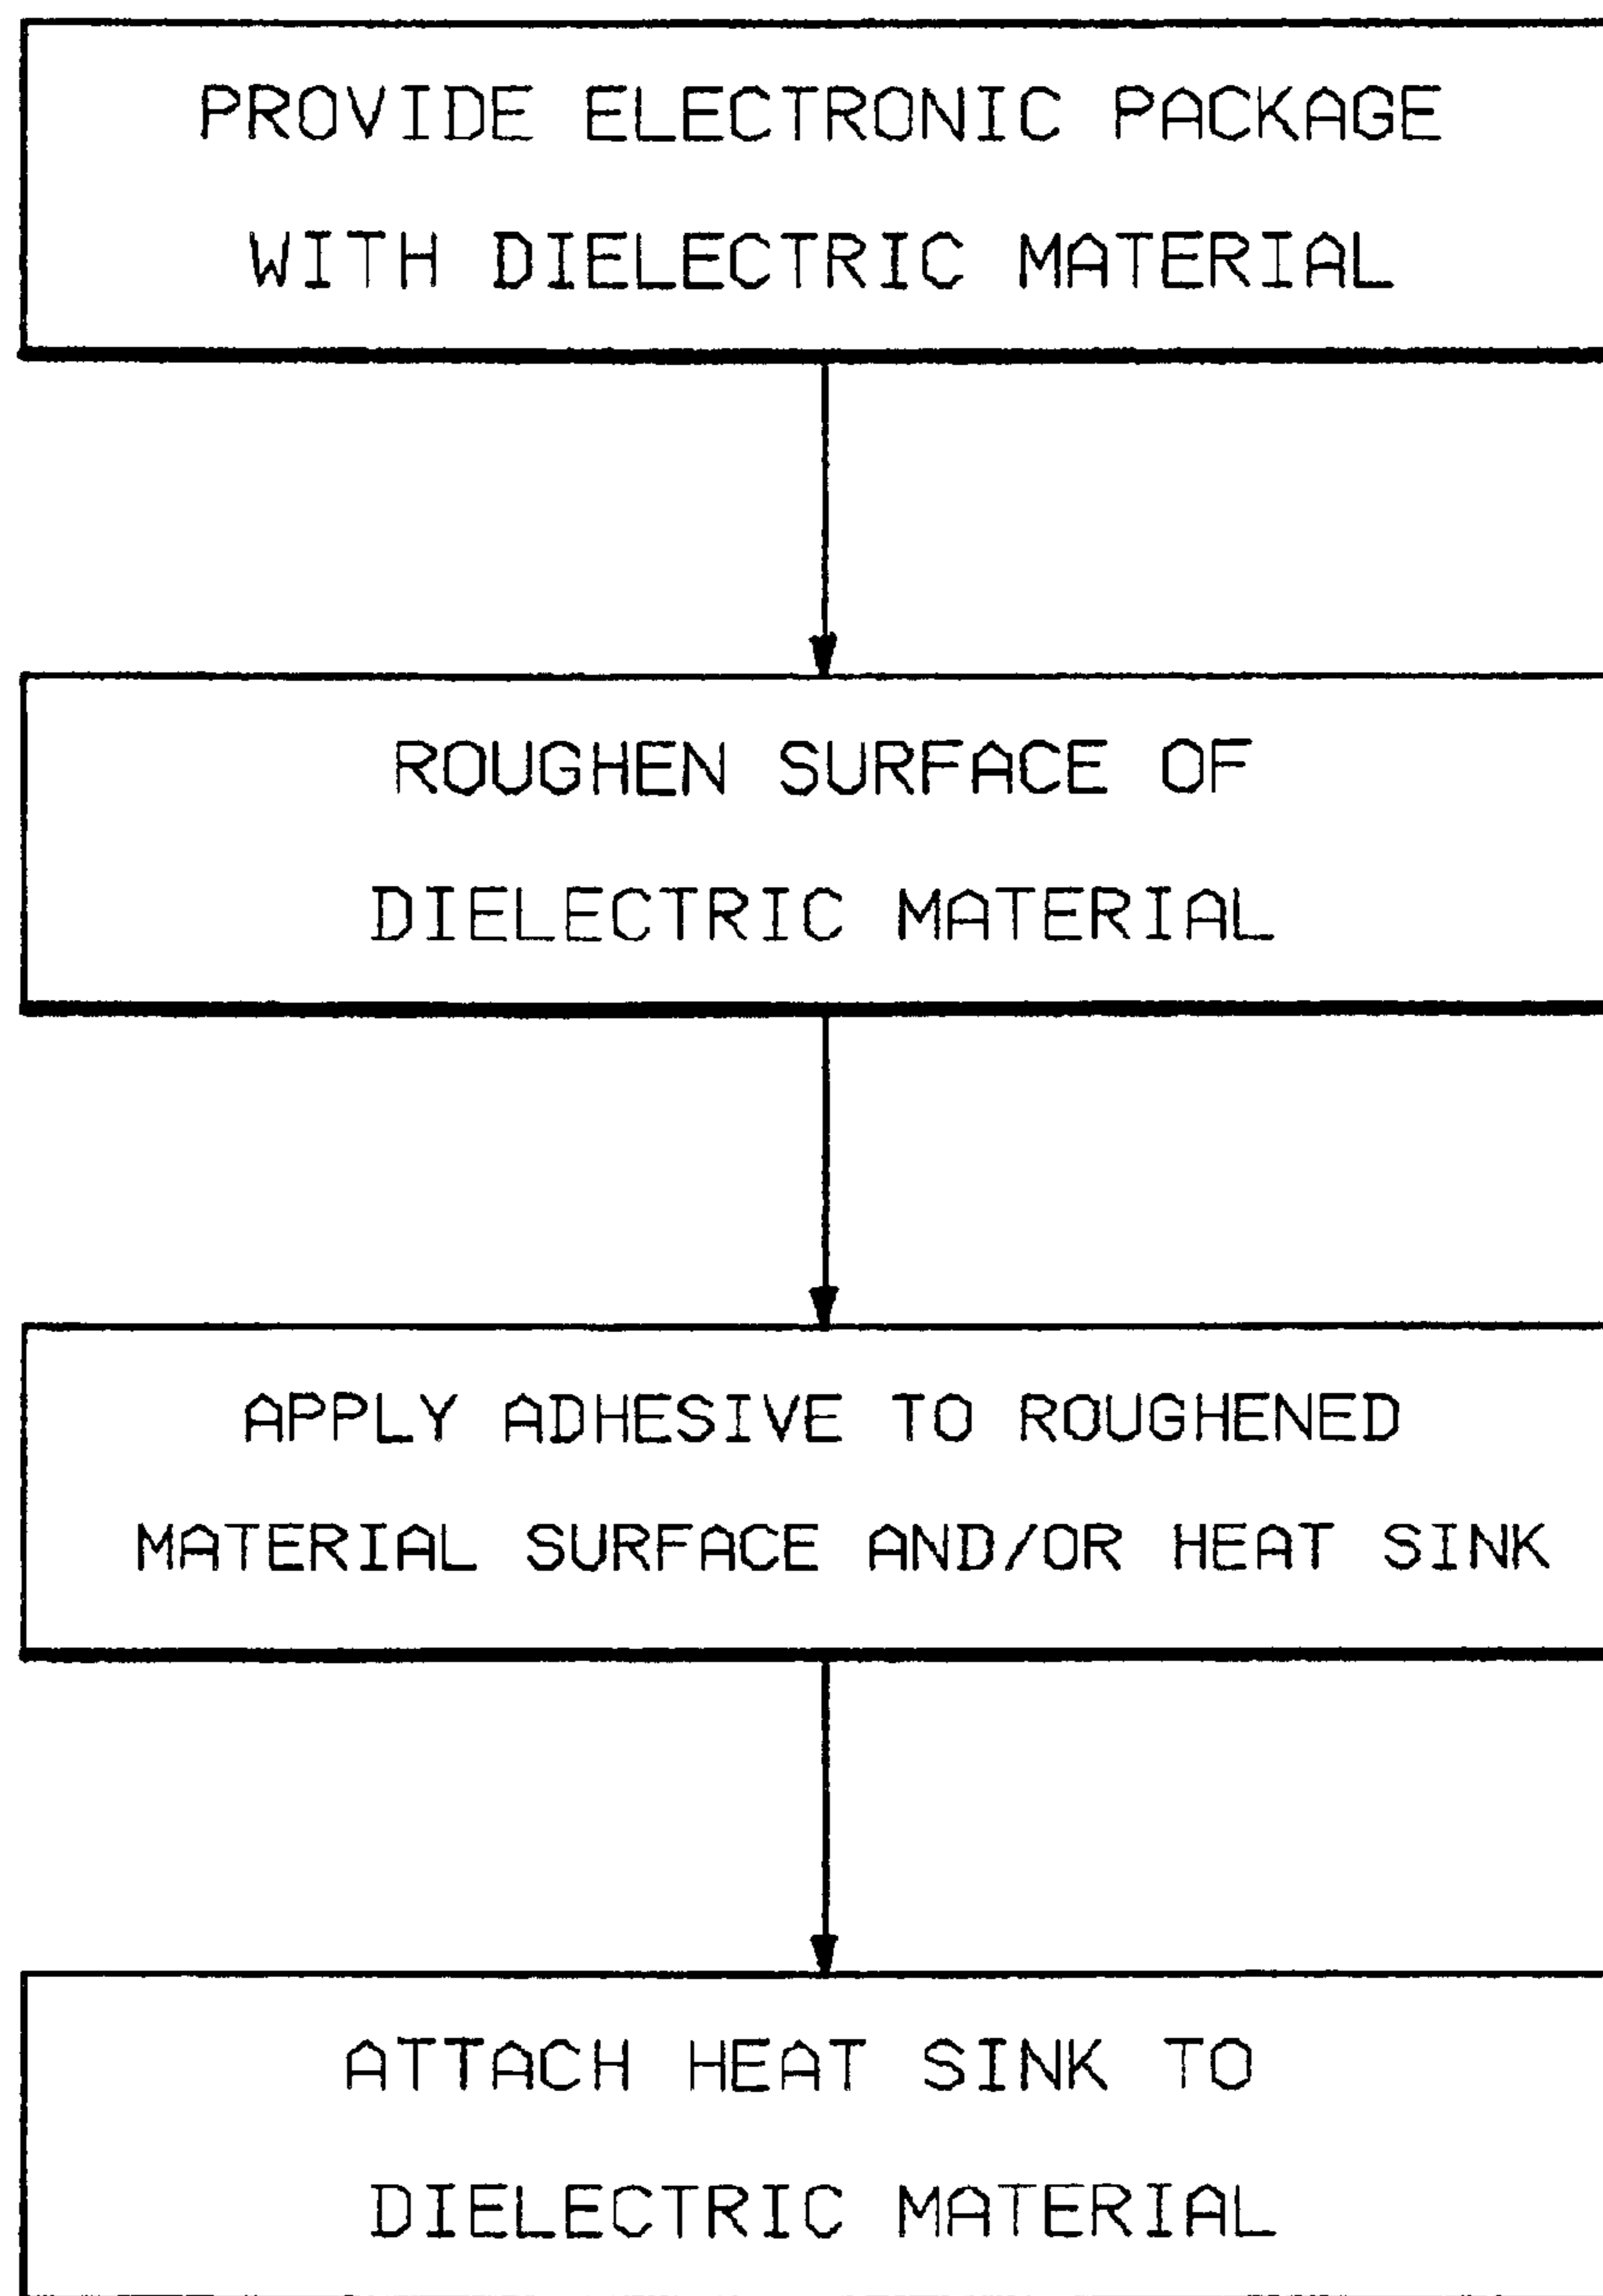 PROVIDE ELECTRONIC PACKAGE
WITH DIELECTRIC MATERIAL
ROUGHEN SURFACE OF
DIELECTRIC MATERIAL
APPLY ADHESIVE TO ROUGHENED
MATERIAL SURFACE AND/OR HEAT SINK
ATTACH HEAT SINK TO
DIELECTRIC MATERIAL